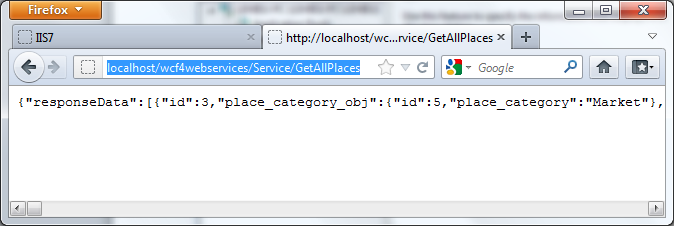 Firefox
IIS7
http://localhost/wc...rvice/GetAllPlaces
localhost/wcf4webservices/Service/GetAllPlaces
Google
{"responseData":[{"id":3,"place_category_obj":{"id":5,"place_category":"Market"},